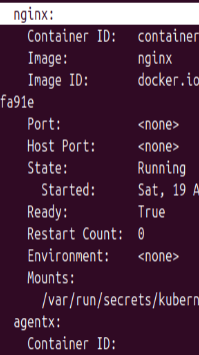 nginx:
Container ID: container
Image: nginx
Image ID: docker.io
fa91e
Port: <none>
Host Port: <none>
State: Running
Started: Sat, 19 A
Ready: True
Restart Count: 0
Environment: <none>
Mounts:
/var/run/secrets/kubern
agentx:
Container ID: